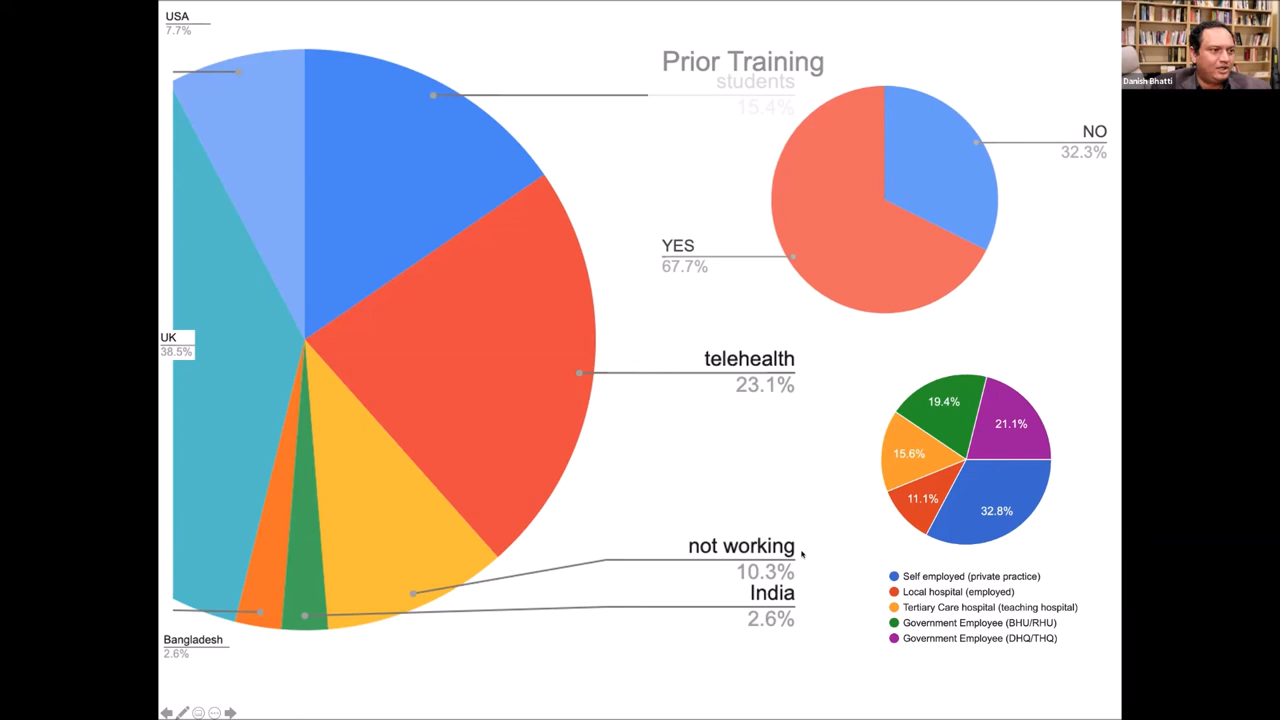 USA
7.7%
Prior Training
students
15.4%
Danish Bhatti
NO
32.3%
YES
67.7%
UK
38.5%
telehealth
23.1%
19.4%
21.1%
15.6%
11.1%
32.8%
not working
10.3%
India
2.6%
Bangladesh
2.6%
Self employed (private practice)
Local hospital (employed)
Tertiary Care hospital (teaching hospital)
Government Employee (BHU/RHU)
Government Employee (DHQ/THQ)